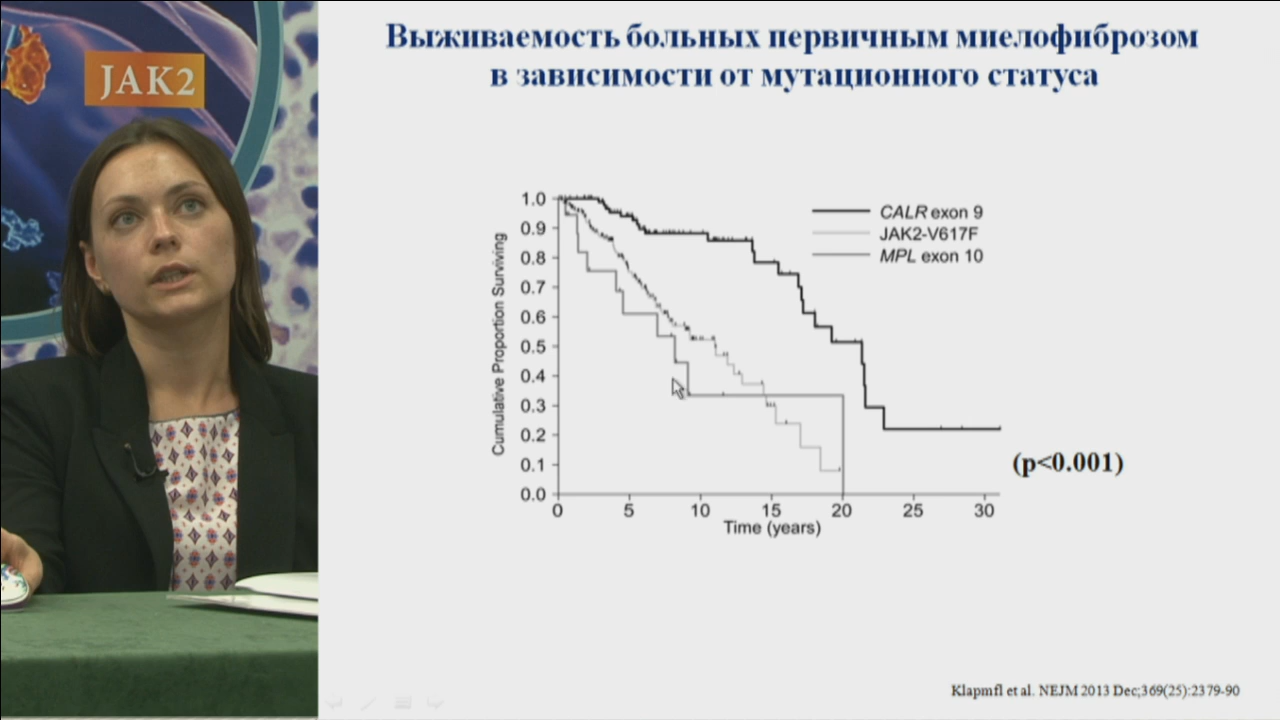 JAK2
Выживаемость больных первичным миелофиброзом
в зависимости от мутационного статуса
CALR exon 9
JAK2-V617F
MPL exon 10
Cumulative Proportion Surviving
1.0
0.9
0.8
0.7
0.6
0.5
0.4
0.3
0.2
0.1
0.0
0 5 10 15 20 25 30
Time (years)
(p<0.001)
Klapmfl et al. NEJM 2013 Dec;369(25):2379-90